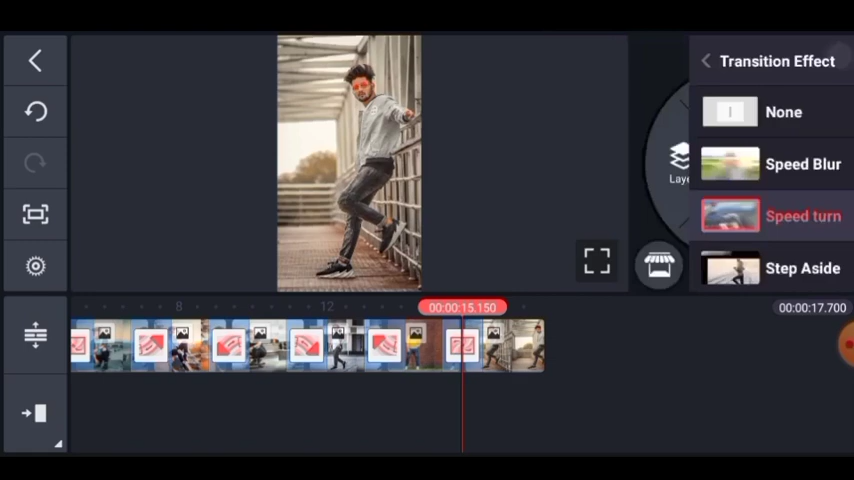 Transition Effect
None
Speed Blur
Laye
Speed turn
Step Aside
8
12
00:00:15.150
00:00:17.700